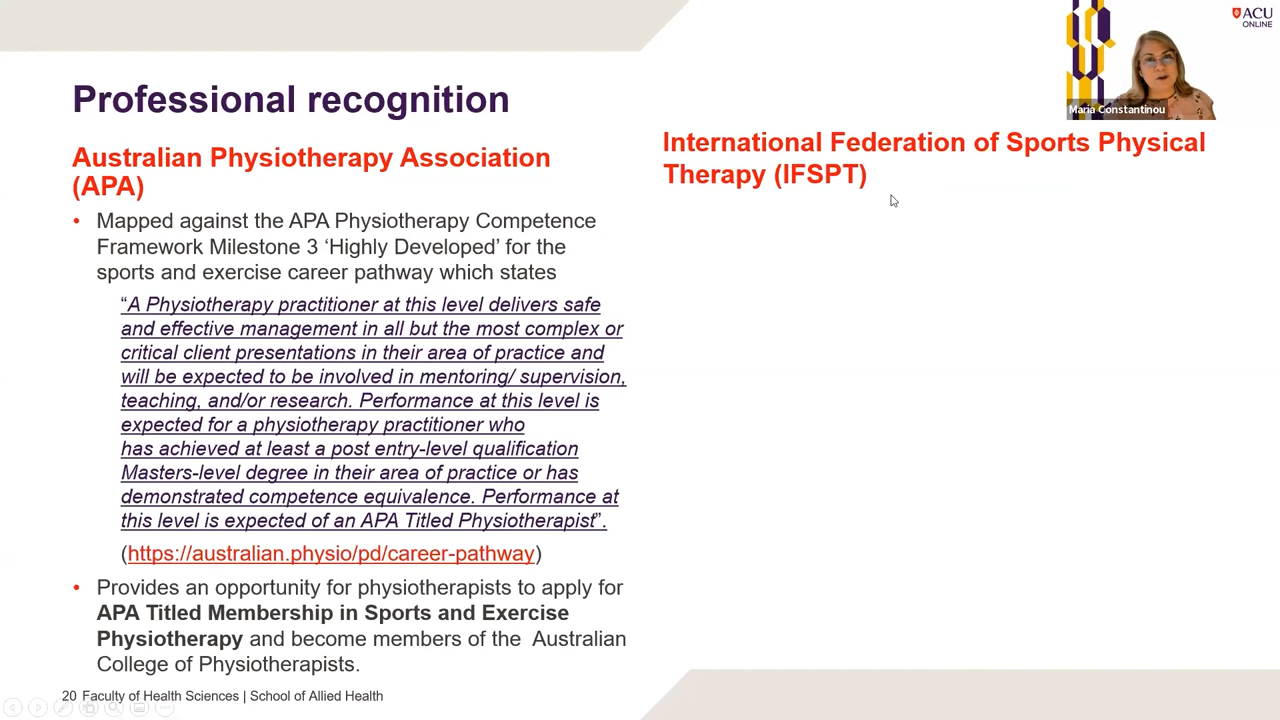 Professional recognition
Australian Physiotherapy Association
(APA)
• Mapped against the APA Physiotherapy Competence
Framework Milestone 3 ‘Highly Developed’ for the
sports and exercise career pathway which states
“A Physiotherapy practitioner at this level delivers safe
and effective management in all but the most complex or
critical client presentations in their area of practice and
will be expected to be involved in mentoring/ supervision,
teaching, and/or research. Performance at this level is
expected for a physiotherapy practitioner who
has achieved at least a post entry-level qualification
Masters-level degree in their area of practice or has
demonstrated competence equivalence. Performance at
this level is expected of an APA Titled Physiotherapist”.
(https://australian.physio/pd/career-pathway)
• Provides an opportunity for physiotherapists to apply for
APA Titled Membership in Sports and Exercise
Physiotherapy and become members of the Australian
College of Physiotherapists.
20 Faculty of Health Sciences | School of Allied Health
International Federation of Sports Physical
Therapy (IFSPT)
Maria Constantinou
ACU
ONLINE